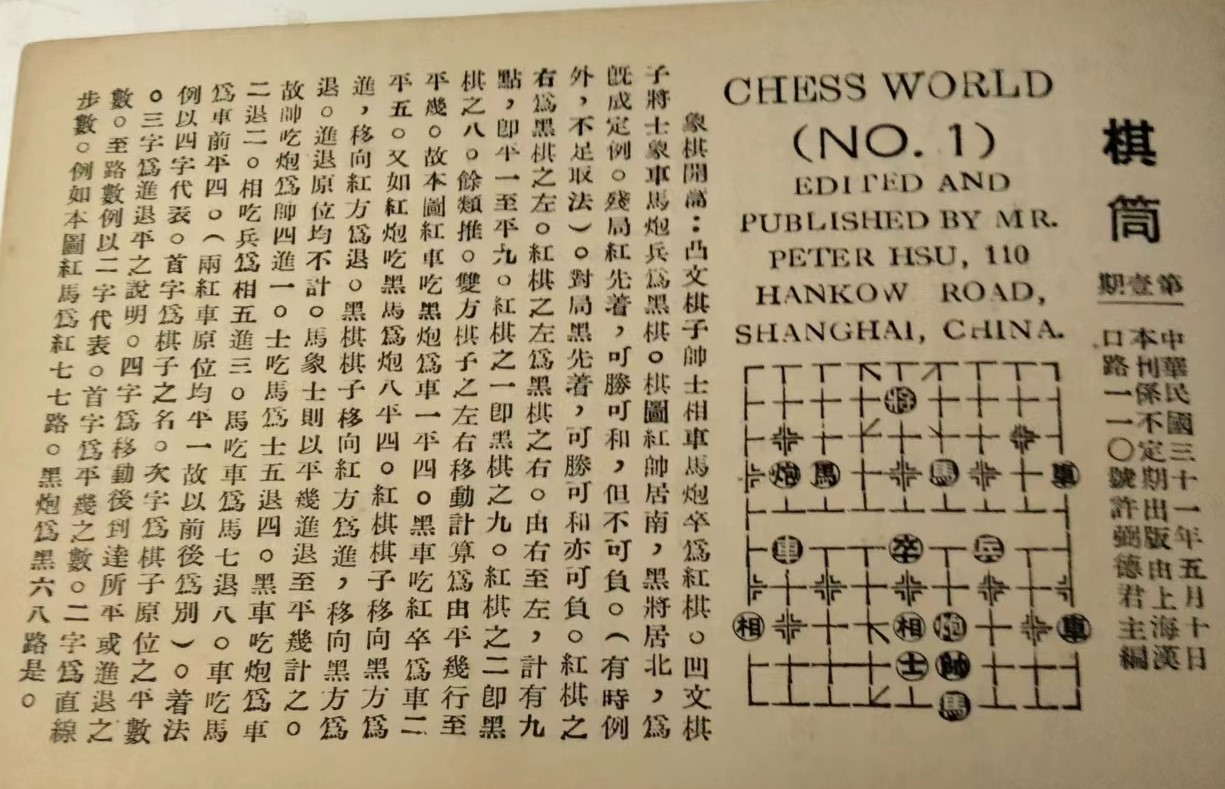 棋筒
第壹期
中華民國三十一年五月十日
本刊係不定期出版由上海漢
口路一一〇號許弼德君主編
CHESS WORLD
(NO. 1)
EDITED AND
PUBLISHED BY MR.
PETER HSU, 110
HANKOW ROAD,
SHANGHAI, CHINA.
將
炮 馬 馬 車
車 卒 兵
相 相 炮 車
士 帥
馬
象棋開：凸文棋子帥士相車馬炮卒爲紅棋。凹文棋
子將士象車馬炮兵爲黑棋。棋圖紅帥居南，黑將居北，爲
旣成定例。殘局紅先着，可勝可和，但不可負。（有時例
外，不足取法）。對局黑先着，可勝可和亦可負。紅棋之
右爲黑棋之左。紅棋之左爲黑棋之右。由右至左，計有九
點，卽平一至平九。紅棋之一卽黑棋之九。紅棋之二卽黑
棋之八。餘類推。雙方棋子之左右移動計算爲由平幾行至
平幾。故本圖紅車吃黑炮爲車一平四。黑車吃紅卒爲車二
平五。又如紅炮吃黑馬爲炮八平四。紅棋棋子移向黑方爲
進，移向紅方爲退。黑棋棋子移向紅方爲進，移向黑方爲
退。進退原位均不計。馬象士則以平幾進退至平幾計之。
故帥吃炮爲帥四進一。士吃馬爲士五退四。黑車吃炮爲車
二退二。相吃兵爲相五進三。馬吃車爲馬七退八。車吃馬
爲車前平四。（兩紅車原位均平一故以前後爲別）。着法
例以四字代表。首字爲棋子之名。次字爲棋子原位之平數
。三字爲進退平之說明。四字爲移動後到達所平或進退之
數。至路數例以二字代表。首字爲平幾之數。二字爲直線
步數。例如本圖紅馬爲紅七七路。黑炮爲黑六八路是。